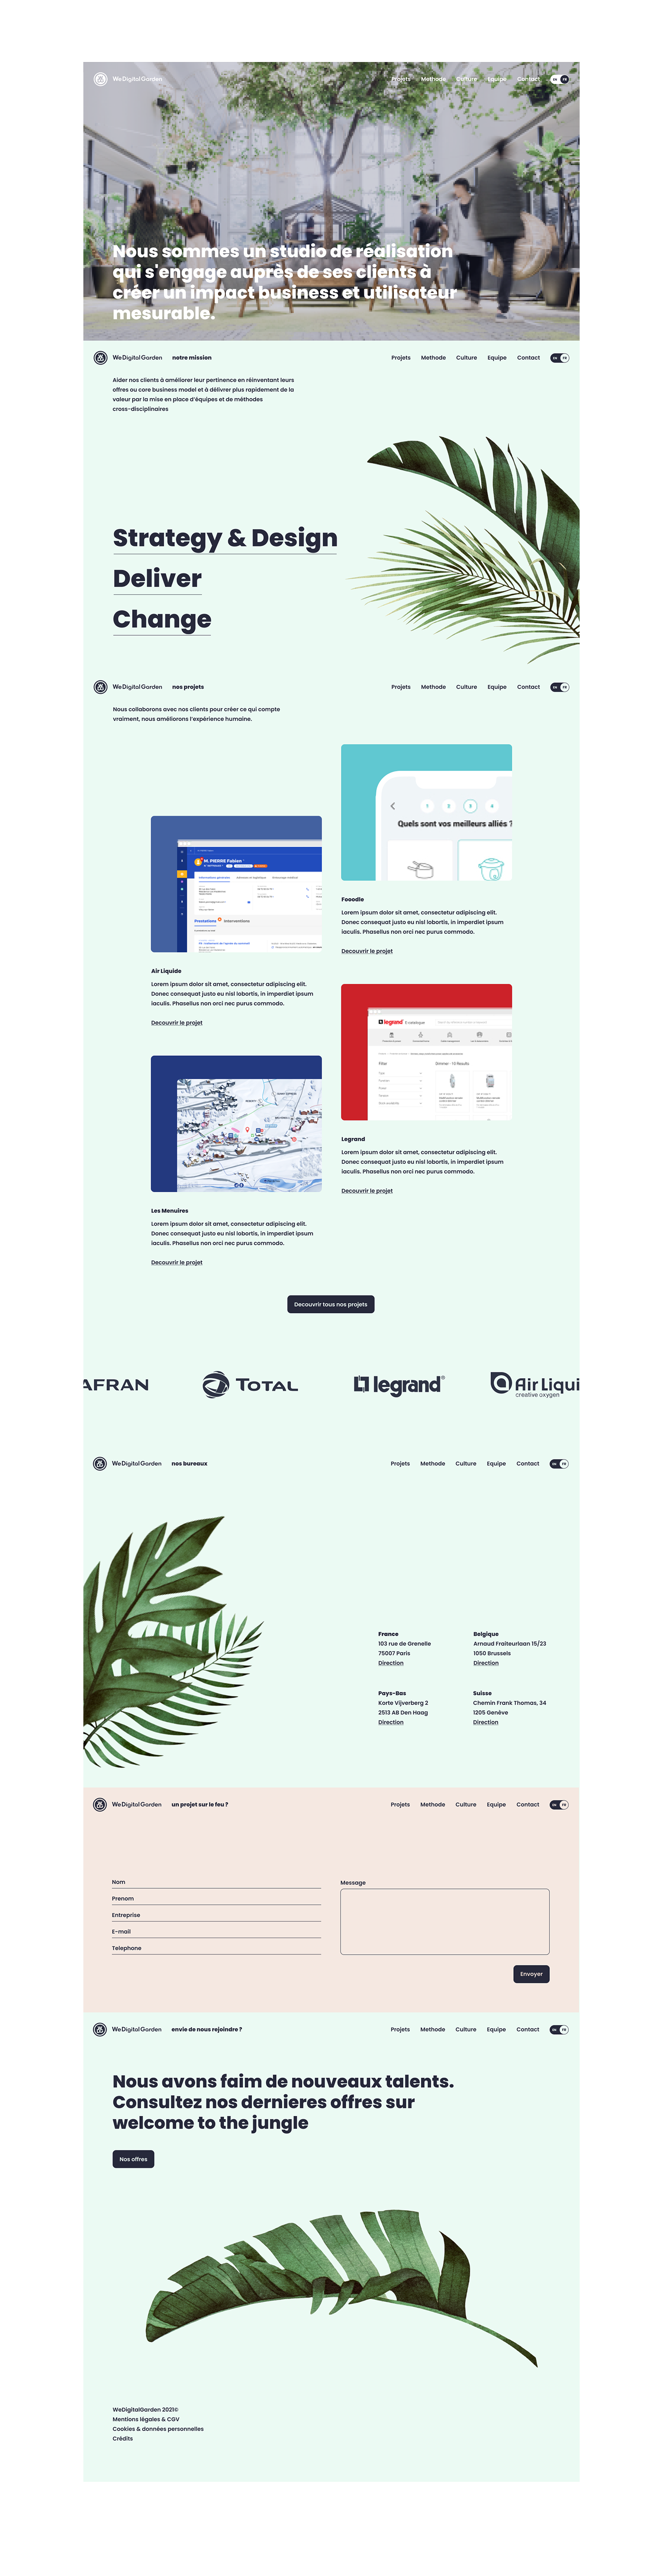 WeDigitalGarden
Projets Methode Culture Equipe Contact EN FR
Nous sommes un studio de réalisation
qui s'engage auprès de ses clients à
créer un impact business et utilisateur
mesurable.
WeDigitalGarden notre mission Projets Methode Culture Equipe Contact EN FR
Aider nos clients à améliorer leur pertinence en réinventant leurs
offres ou core business model et à délivrer plus rapidement de la
valeur par la mise en place d'équipes et de méthodes
cross-disciplinaires
Strategy & Design
Deliver
Change
WeDigitalGarden nos projets Projets Methode Culture Equipe Contact EN FR
Nous collaborons avec nos clients pour créer ce qui compte
vraiment, nous améliorons l'expérience humaine.
1 2 3 4
Quels sont vos meilleurs alliés ?
Fooodle
Lorem ipsum dolor sit amet, consectetur adipiscing elit.
Donec consequat justo eu nisl lobortis, in imperdiet ipsum
iaculis. Phasellus non orci nec purus commodo.
Decouvrir le projet
M. PIERRE Fabien
Prestations Interventions
Air Liquide
Lorem ipsum dolor sit amet, consectetur adipiscing elit.
Donec consequat justo eu nisl lobortis, in imperdiet ipsum
iaculis. Phasellus non orci nec purus commodo.
Decouvrir le projet
legrand E.catalogue
Filter Dimmer - 10 Results
Legrand
Lorem ipsum dolor sit amet, consectetur adipiscing elit.
Donec consequat justo eu nisl lobortis, in imperdiet ipsum
iaculis. Phasellus non orci nec purus commodo.
Decouvrir le projet
Les Menuires
Lorem ipsum dolor sit amet, consectetur adipiscing elit.
Donec consequat justo eu nisl lobortis, in imperdiet ipsum
iaculis. Phasellus non orci nec purus commodo.
Decouvrir le projet
Decouvrir tous nos projets
AFRAN TOTAL legrand® Air Liqui
creative oxygen
WeDigitalGarden nos bureaux Projets Methode Culture Equipe Contact EN FR
France
103 rue de Grenelle
75007 Paris
Direction
Belgique
Arnaud Fraiteurlaan 15/23
1050 Brussels
Direction
Pays-Bas
Korte Vijverberg 2
2513 AB Den Haag
Direction
Suisse
Chemin Frank Thomas, 34
1205 Genève
Direction
WeDigitalGarden un projet sur le feu ? Projets Methode Culture Equipe Contact EN FR
Nom
Prenom
Entreprise
E-mail
Telephone
Message
Envoyer
WeDigitalGarden envie de nous rejoindre ? Projets Methode Culture Equipe Contact EN FR
Nous avons faim de nouveaux talents.
Consultez nos dernieres offres sur
welcome to the jungle
Nos offres
WeDigitalGarden 2021©
Mentions légales & CGV
Cookies & données personnelles
Crédits